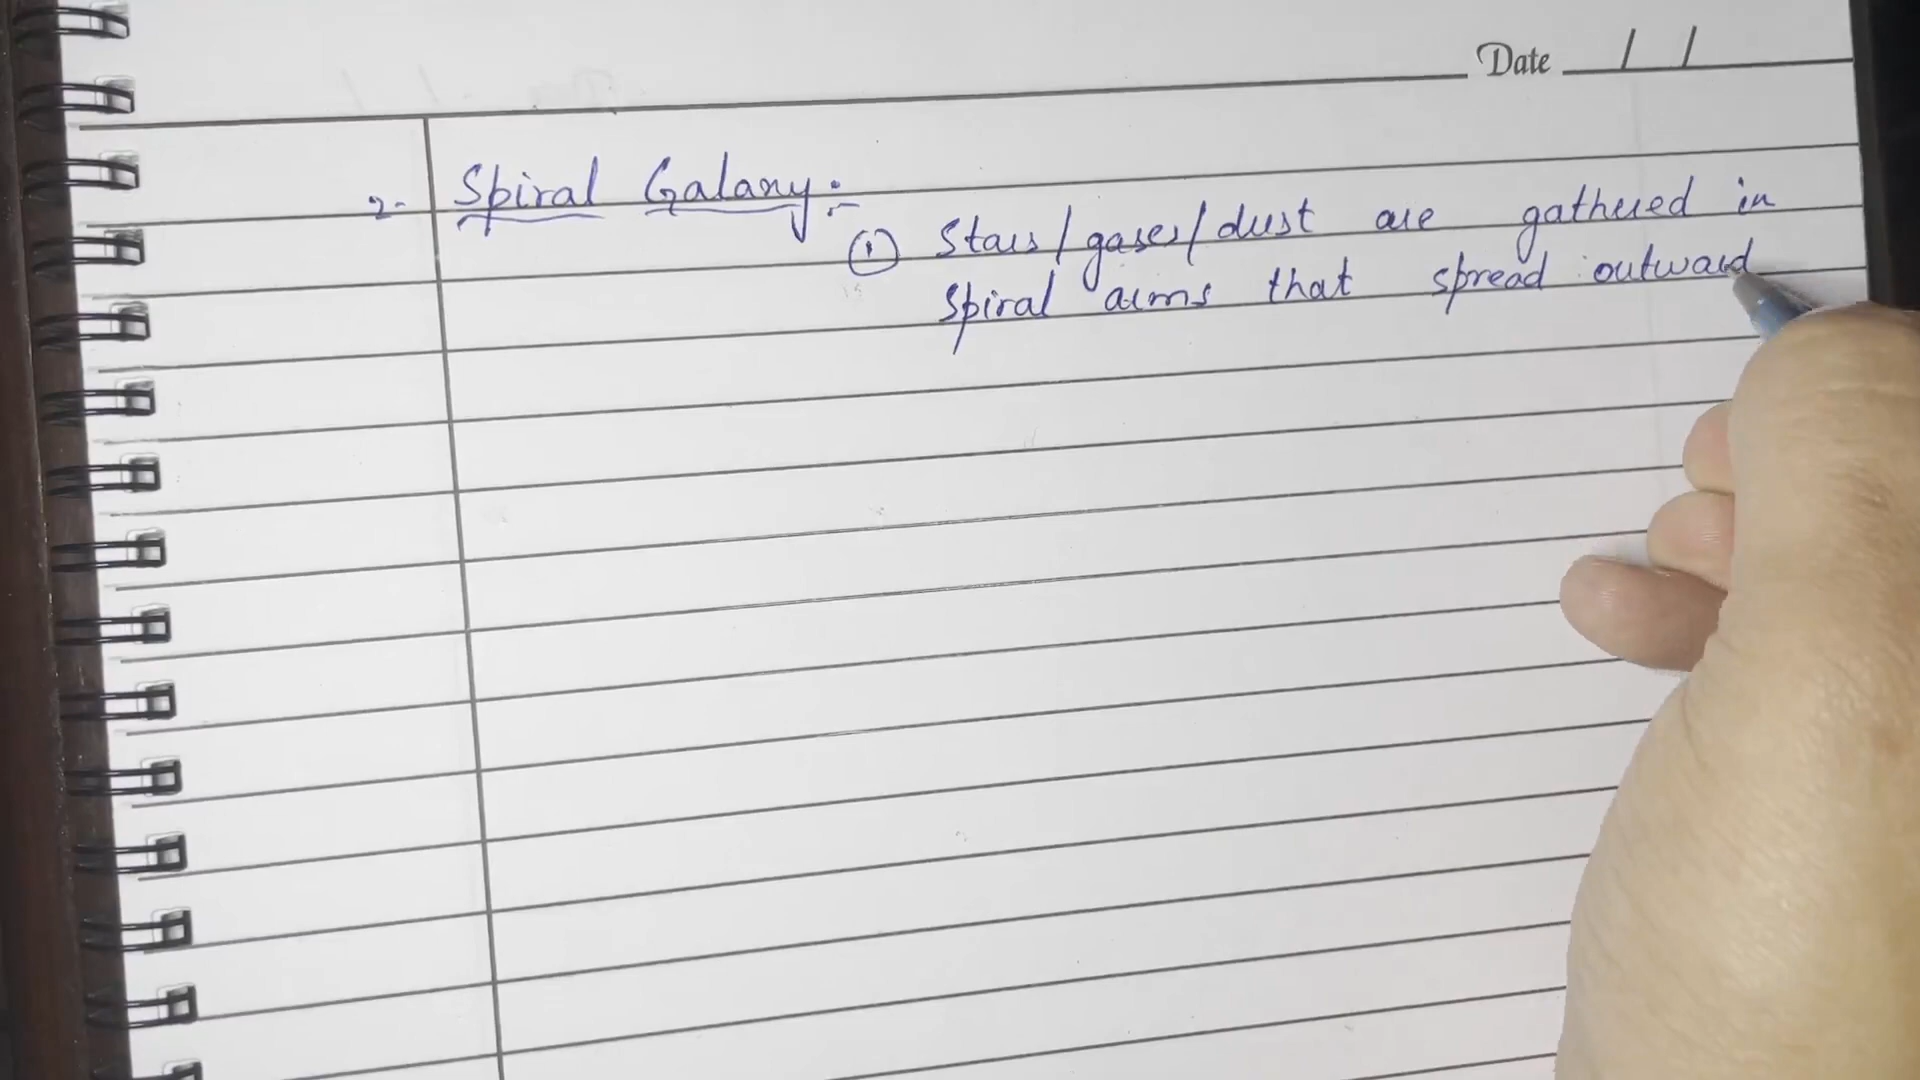 Date / /
2- Spiral Galaxy:-
① Stars/gases/dust are gathered in
Spiral arms that spread outward